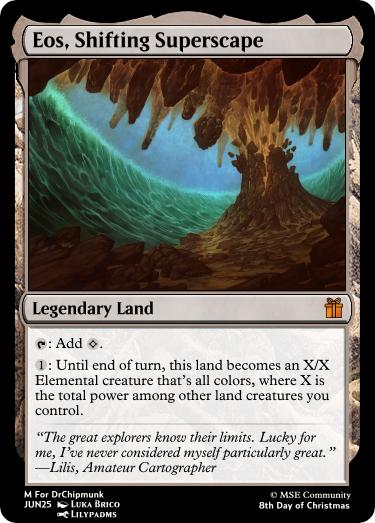 Eos, Shifting Superscape
Legendary Land
: Add .
1: Until end of turn, this land becomes an X/X
Elemental creature that's all colors, where X is
the total power among other land creatures you
control.
“The great explorers know their limits. Lucky for
me, I've never considered myself particularly great.”
—Lilis, Amateur Cartographer
M For DrChipmunk
JUN25 Luka Brico
Lilypadms
© MSE Community
8th Day of Christmas